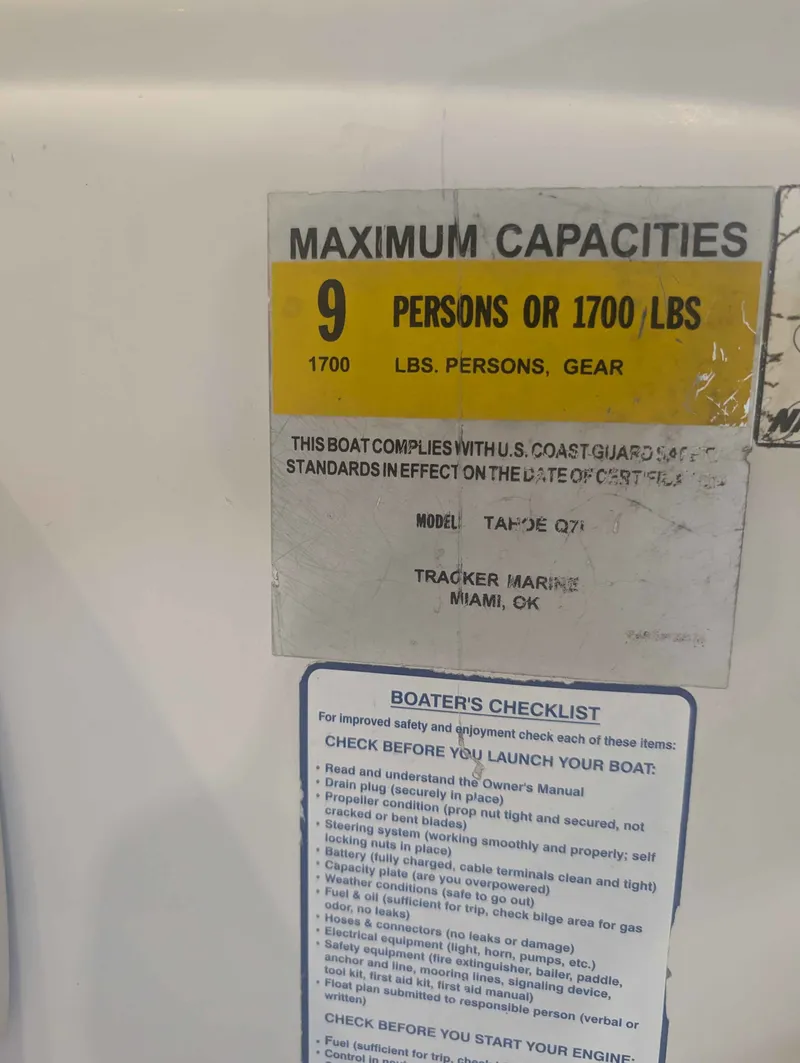 MAXIMUM CAPACITIES
9 PERSONS OR 1700 LBS
1700 LBS. PERSONS, GEAR
THIS BOAT COMPLIES WITH U.S. COAST GUARD
STANDARDS IN EFFECT ON THE DATE OF
MODEL TAHOE
TRACKER MARINE
MIAMI, OK
BOATER'S CHECKLIST
For improved safety and enjoyment check each of these items:
CHECK BEFORE YOU LAUNCH YOUR BOAT:
• Read and understand the Owner's Manual
• Drain plug (securely in place)
• Propeller condition (prop nut tight and secured, not
cracked or bent blades)
• Steering system (working smoothly and properly; self
locking nuts in place)
• Battery (fully charged, cable terminals clean and tight)
• Capacity plate (are you overpowered)
• Weather conditions (safe to go out)
• Fuel & oil (sufficient for trip, check bilge area for gas
odor, no leaks)
• Hoses & connectors (no leaks or damage)
• Electrical equipment (light, horn, pumps, etc.)
• Safety equipment (fire extinguisher, bailer, paddle,
anchor and line, mooring lines, signaling device,
tool kit, first aid kit, first aid manual)
• Float plan submitted to responsible person (verbal or
written)
CHECK BEFORE YOU START YOUR ENGINE:
• Fuel (sufficient for trip,
• Control in